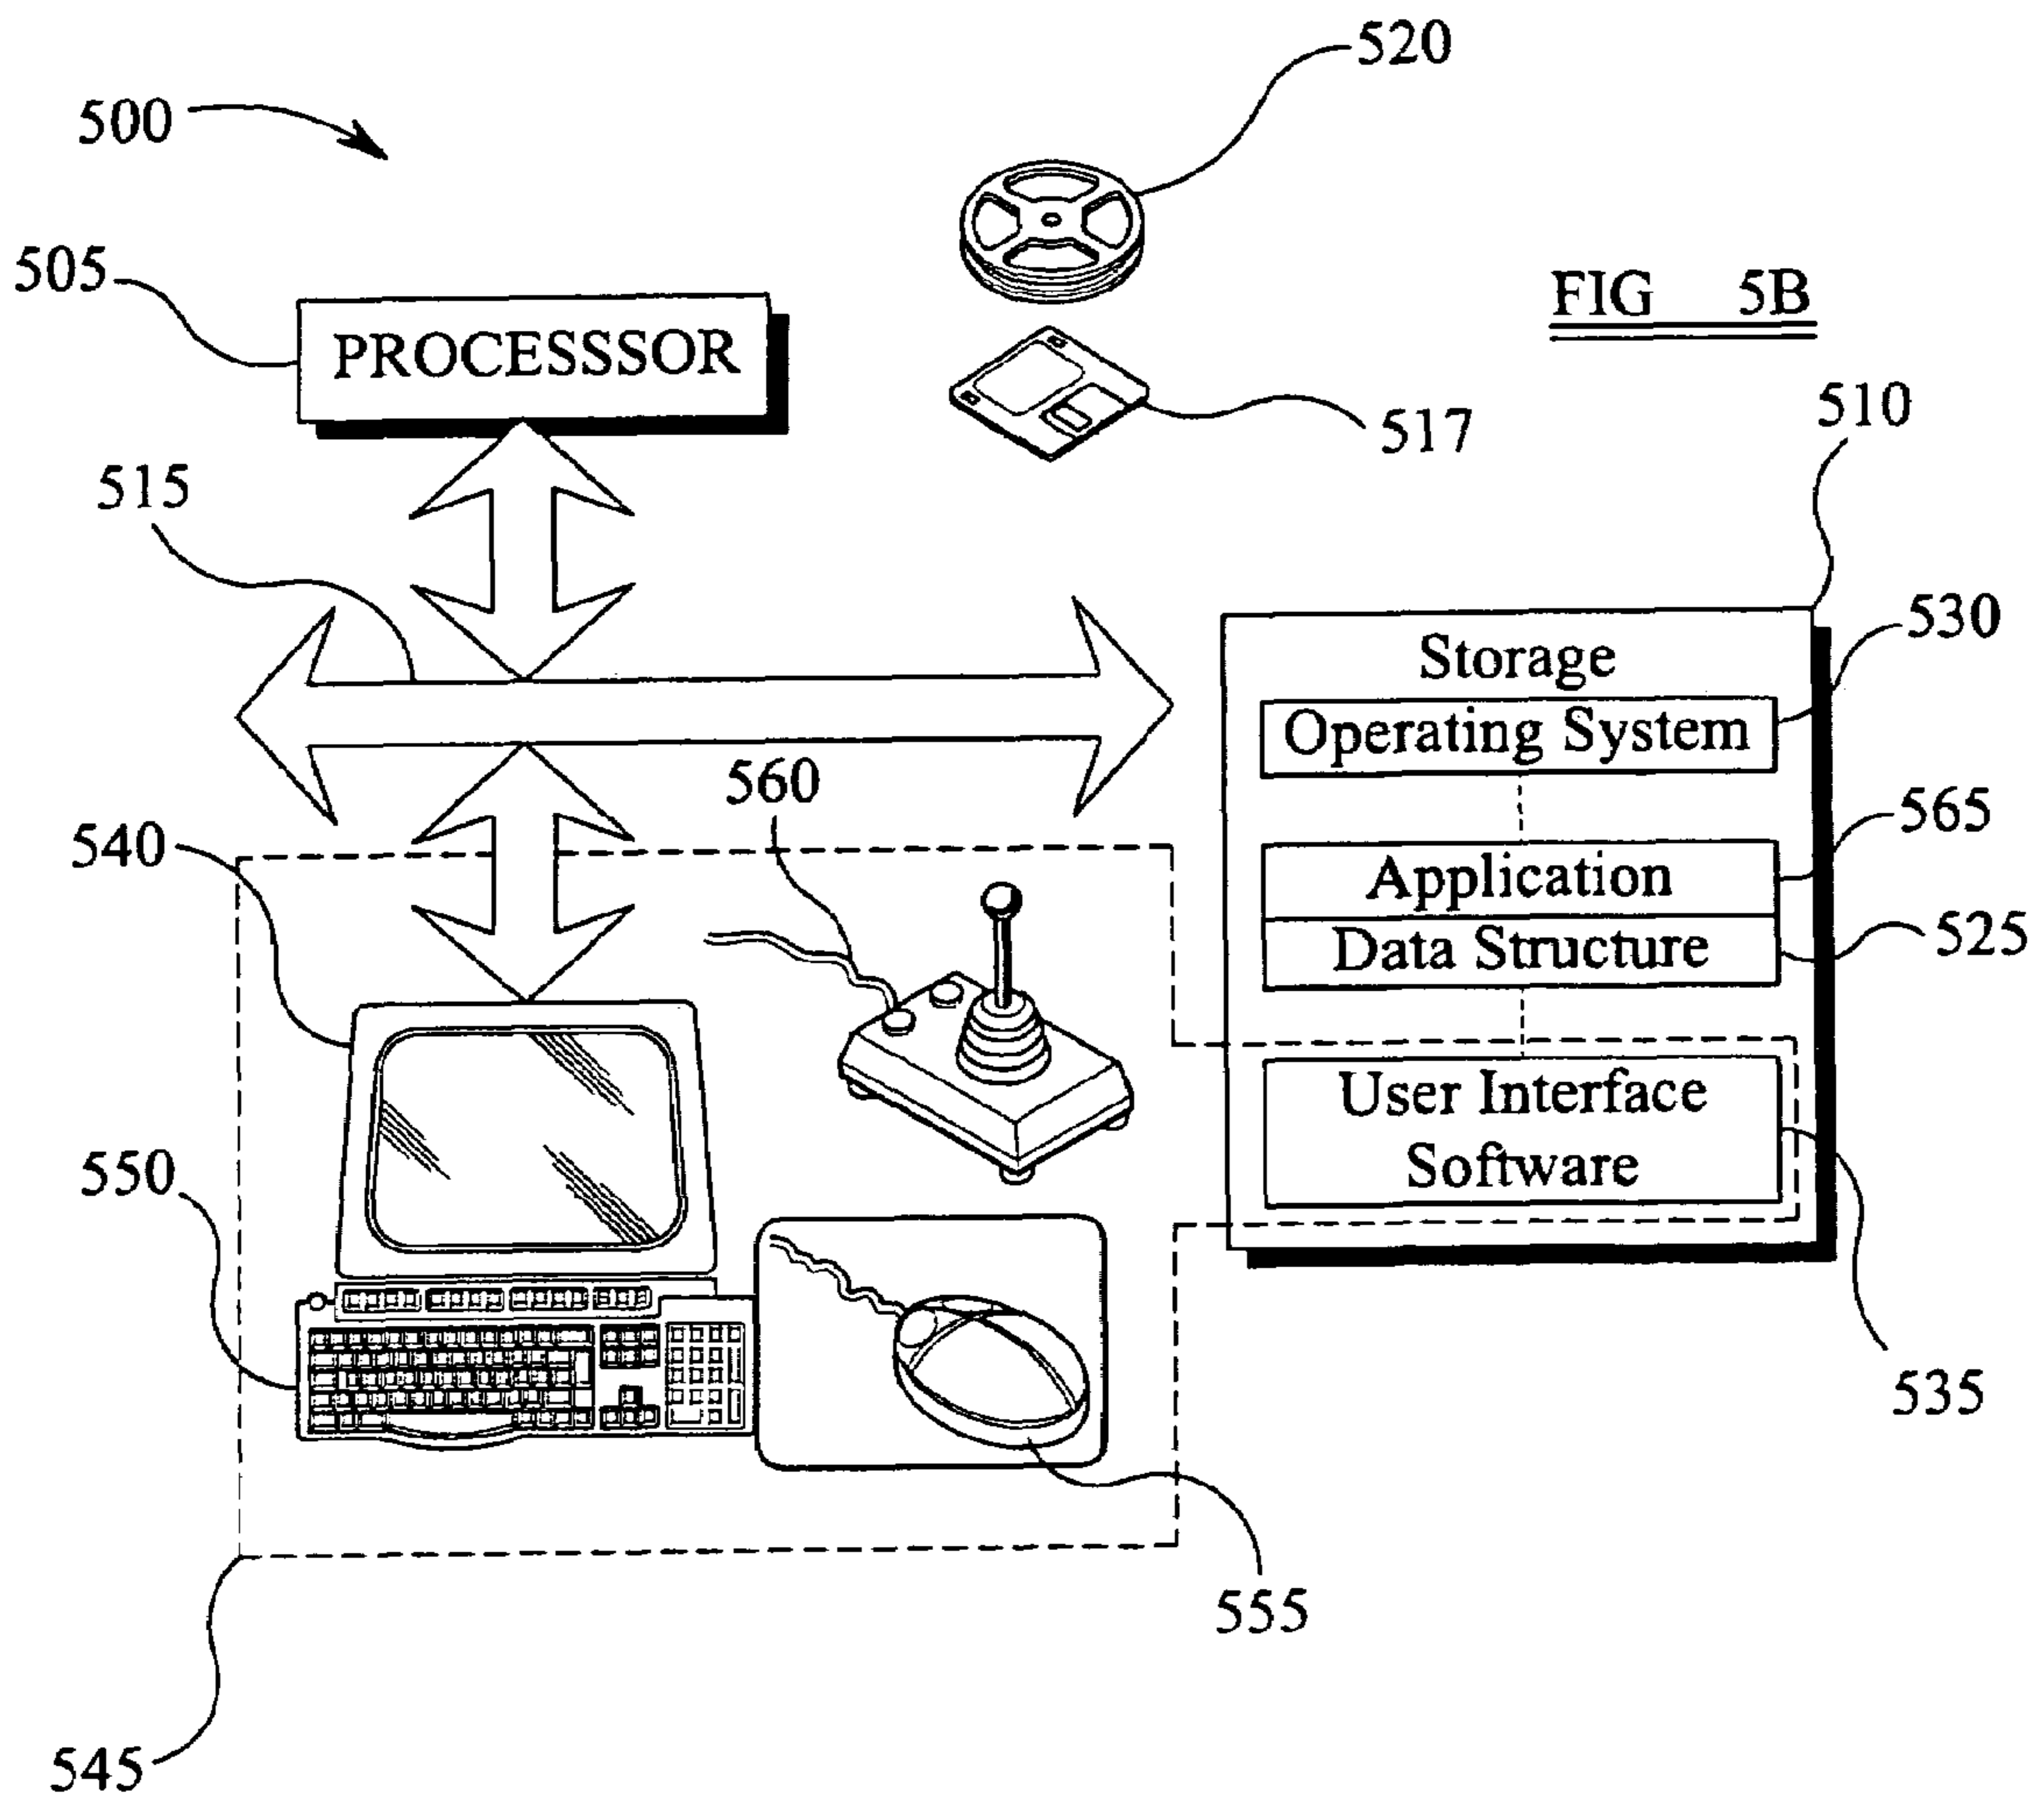 520
500
505
PROCESSSOR
FIG 5B
517
510
515
530
Storage
Operating System
560
565
540
Application
525
Data Structure
User Interface
Software
550
535
555
545